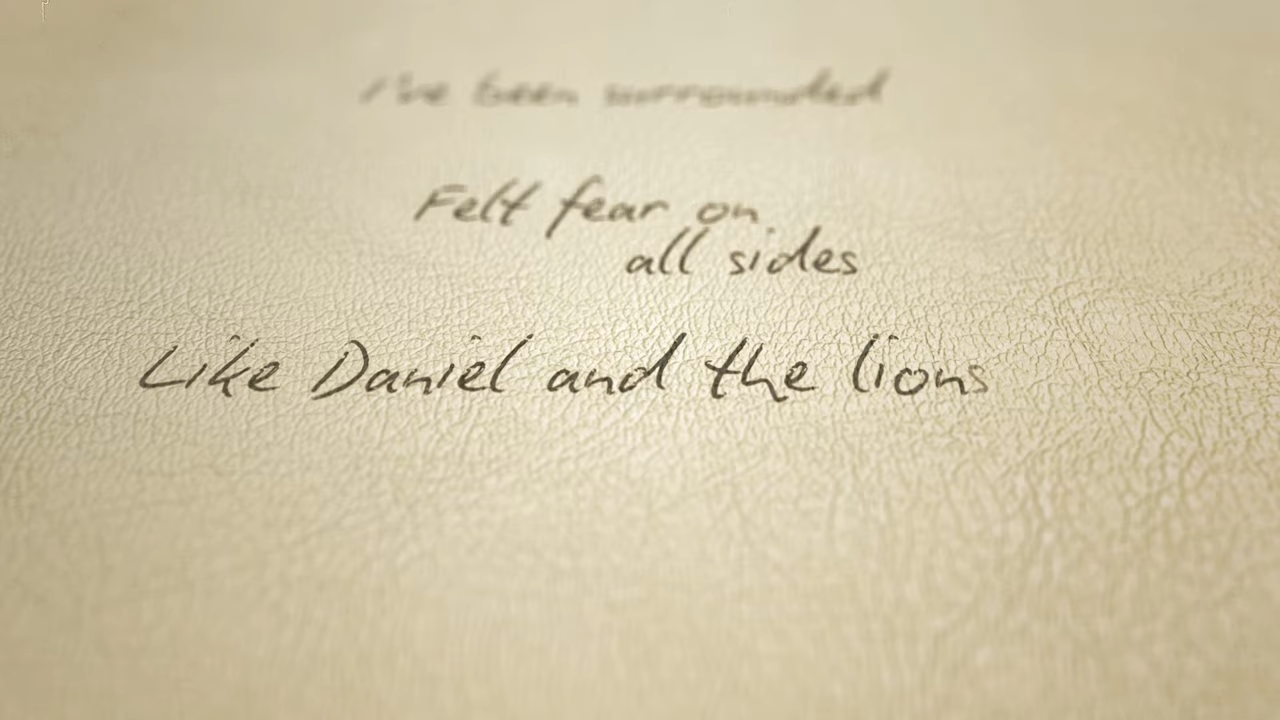 I've been surrounded
Felt fear on
all sides
Like Daniel and the lions